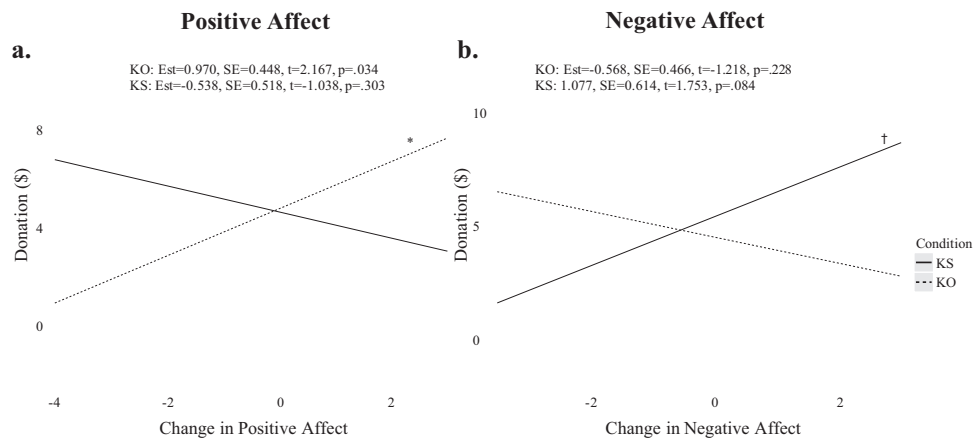 Positive Affect
a.
KO: Est=0.970, SE=0.448, t=2.167, p=.034
KS: Est=-0.538, SE=0.518, t=-1.038, p=.303
8
*
4
0
Donation ($)
-4 -2 0 2
Change in Positive Affect
Negative Affect
b.
KO: Est=-0.568, SE=0.466, t=-1.218, p=.228
KS: 1.077, SE=0.614, t=1.753, p=.084
10
†
5
0
Donation ($)
-2 0 2
Change in Negative Affect
Condition
KS
KO